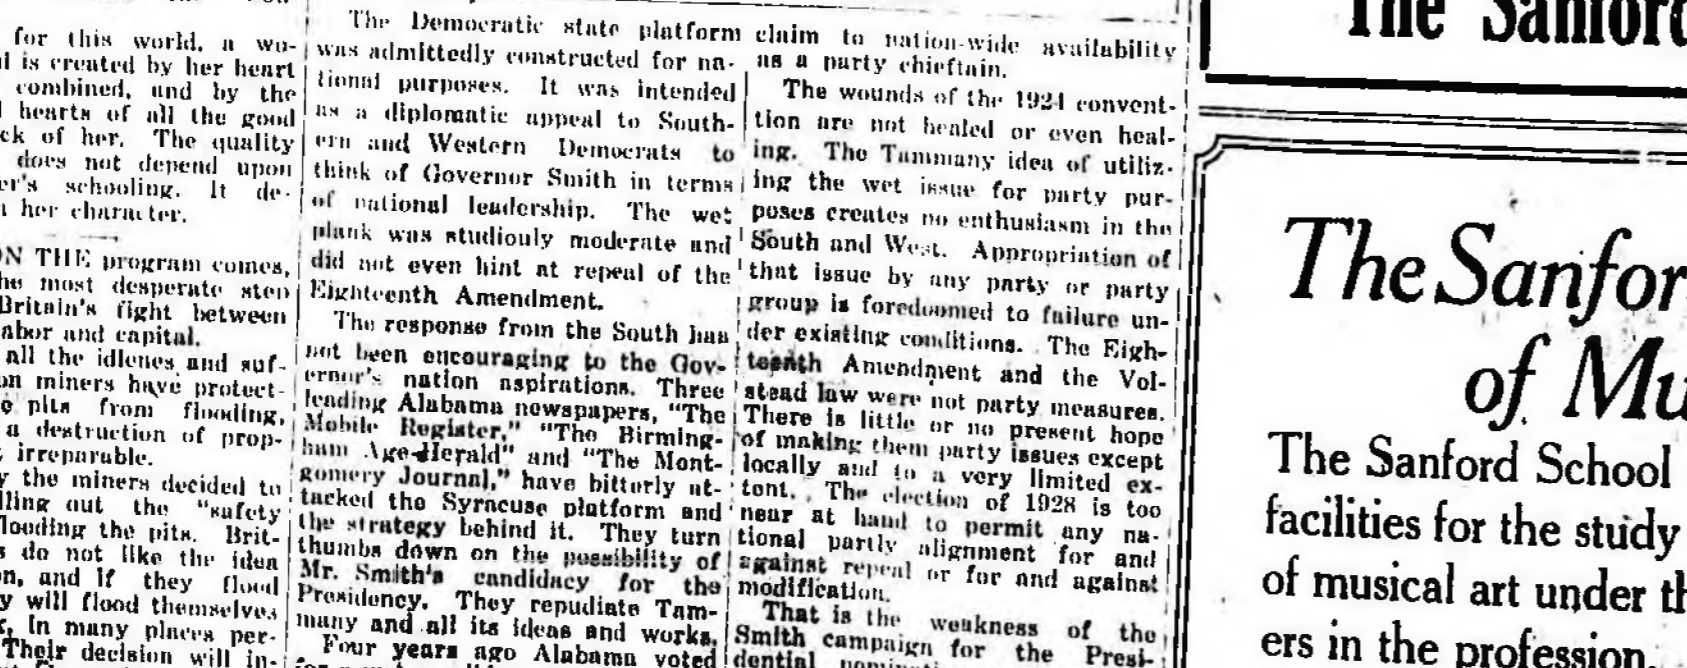 for this world, a wo-
is created by her heart
combined, and by the
hearts of all the good
ck of her. The quality
does not depend upon
er's schooling. It de-
her character.
ON THE program comes,
he most desperate step
Britain's fight between
abor and capital.
all the idlenes and suf-
on miners have protect-
e pits from flooding,
a destruction of prop-
irreparable.
y the miners decided to
lling out the "safety
looding the pits. Brit-
s do not like the idea
on, and if they flood
y will flood themselves
In many places per-
Their decision will in-
The Democratic state platform
was admittedly constructed for na-
tional purposes. It was intended
as a diplomatic appeal to South-
ern and Western Democrats to
think of Governor Smith in terms
of national leadership. The wet
plank was studiouly moderate and
did not even hint at repeal of the
Eighteenth Amendment.
The response from the South has
not been encouraging to the Gov-
ernor's nation aspirations. Three
leading Alabama newspapers, "The
Mobile Register," "The Birming-
ham Age-Herald" and "The Mont-
gomery Journal," have bitterly at-
tacked the Syracuse platform and
the strategy behind it. They turn
thumbs down on the possibility of
Mr. Smith's candidacy for the
Presidency. They repudiate Tam-
many and all its ideas and works.
Four years ago Alabama voted
claim to nation-wide availability
as a party chieftain.
The wounds of the 1924 convent-
tion are not healed or even heal-
ing. The Tammany idea of utiliz-
ing the wet issue for party pur-
poses creates no enthusiasm in the
South and West. Appropriation of
that issue by any party or party
group is foredoomed to failure un-
der existing conditions. The Eigh-
teenth Amendment and the Vol-
stead law were not party measures.
There is little or no present hope
of making them party issues except
locally and to a very limited ex-
tent. The election of 1928 is too
near at hand to permit any na-
tional partly alignment for and
against repeal or for and against
modification.
That is the weakness of the
Smith campaign for the Presi-
dential
The Sanford
The Sanfor
of Mu
The Sanford School
facilities for the study
of musical art under th
ers in the profession.